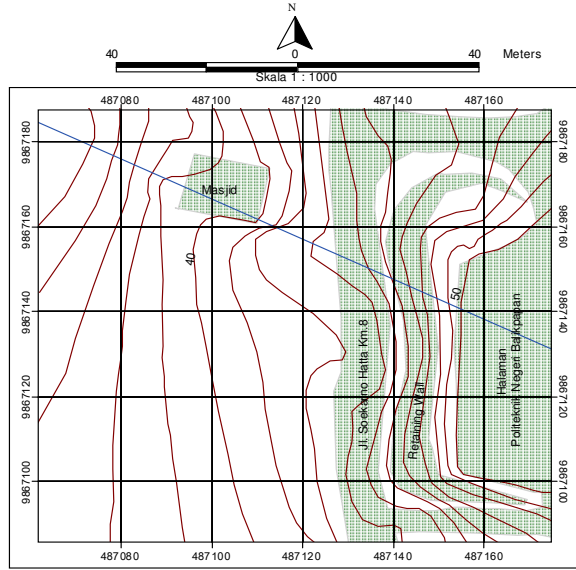 N
40 0 40 Meters
Skala 1 : 1000
487080 487100 487120 487140 487160
9867180 9867180
Masjid
9867160 9867160
40
50
9867140 9867140
Jl. Soekarno Hatta Km.8
Retaining Wall
Halaman
Politeknik Negeri Balikpapan
9867120 9867120
9867100 9867100
487080 487100 487120 487140 487160